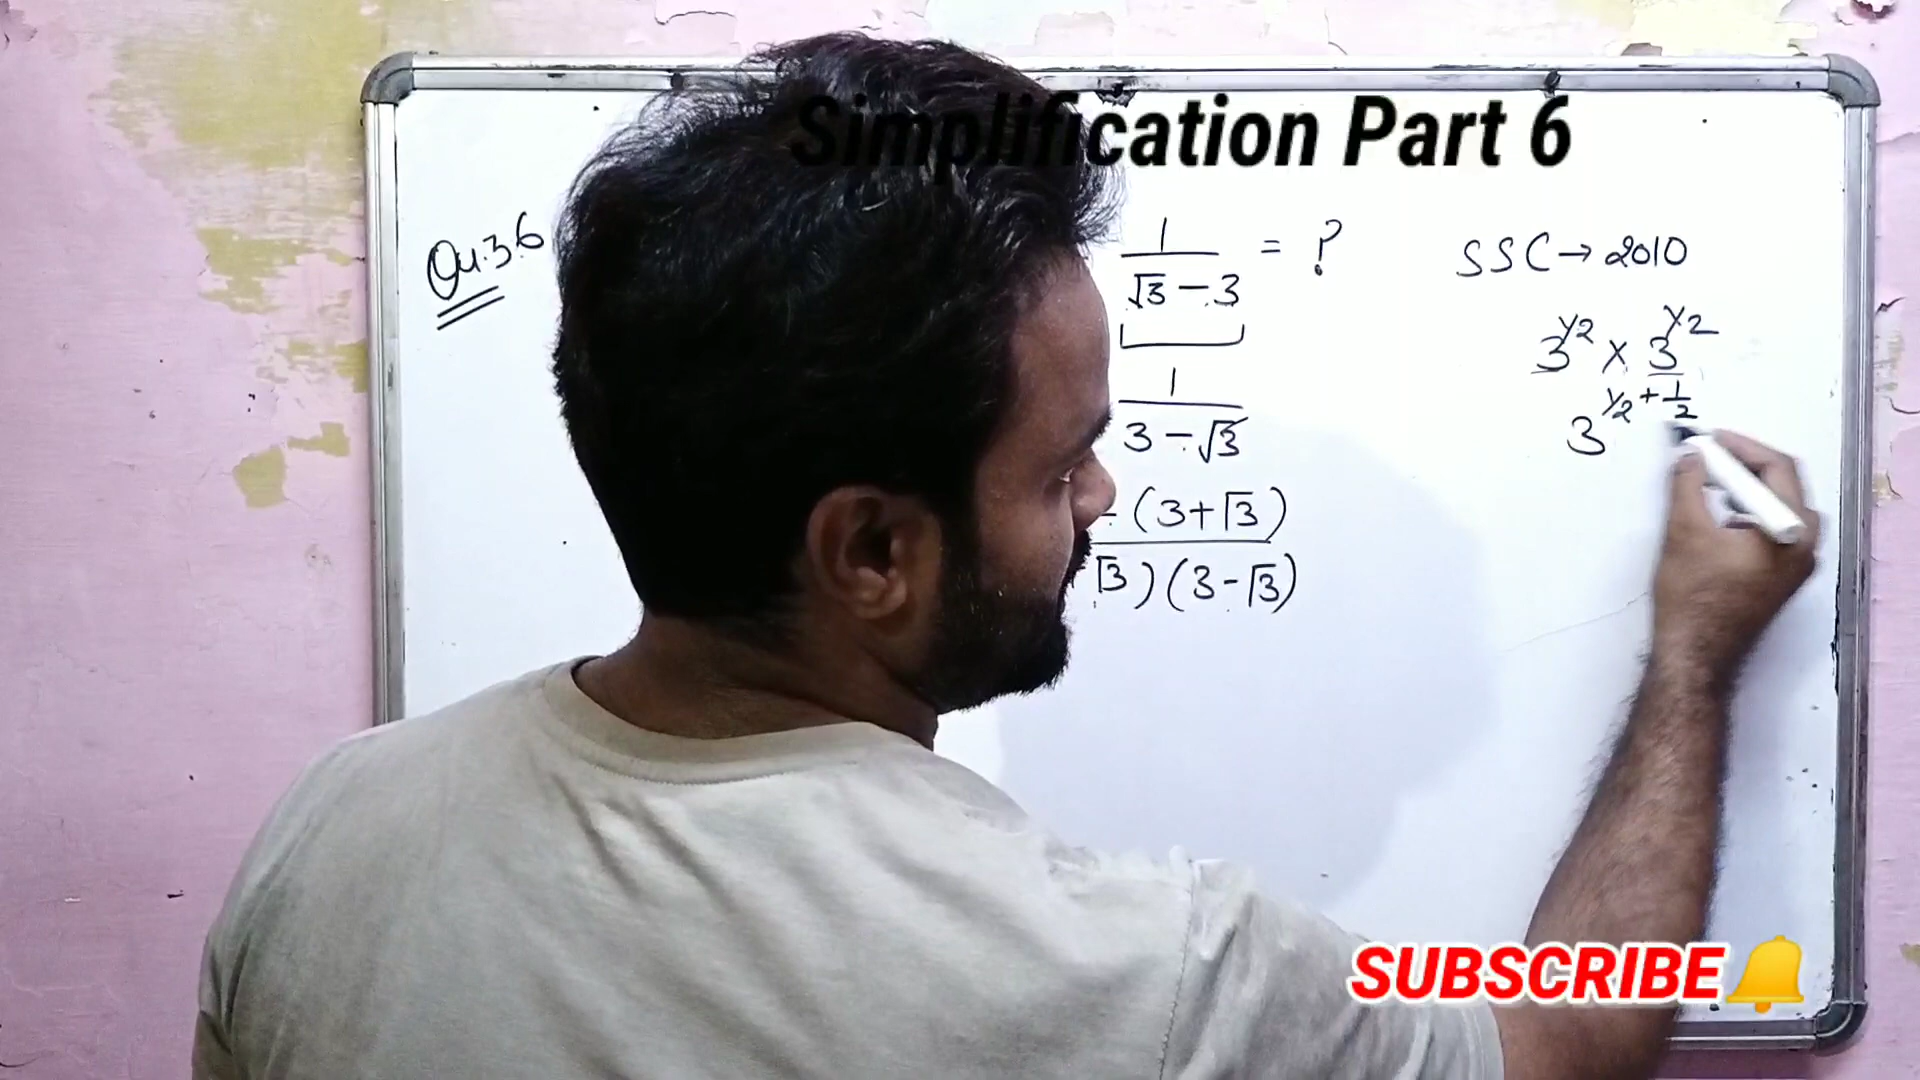 Simplification Part 6
Qu.36
1/(√3 - 3) = ?
SSC → 2010
3^1/2 × 3^1/2
1/(3 - √3)
3^1/2 + 1/2
- (3+√3)
√3)(3-√3)
SUBSCRIBE